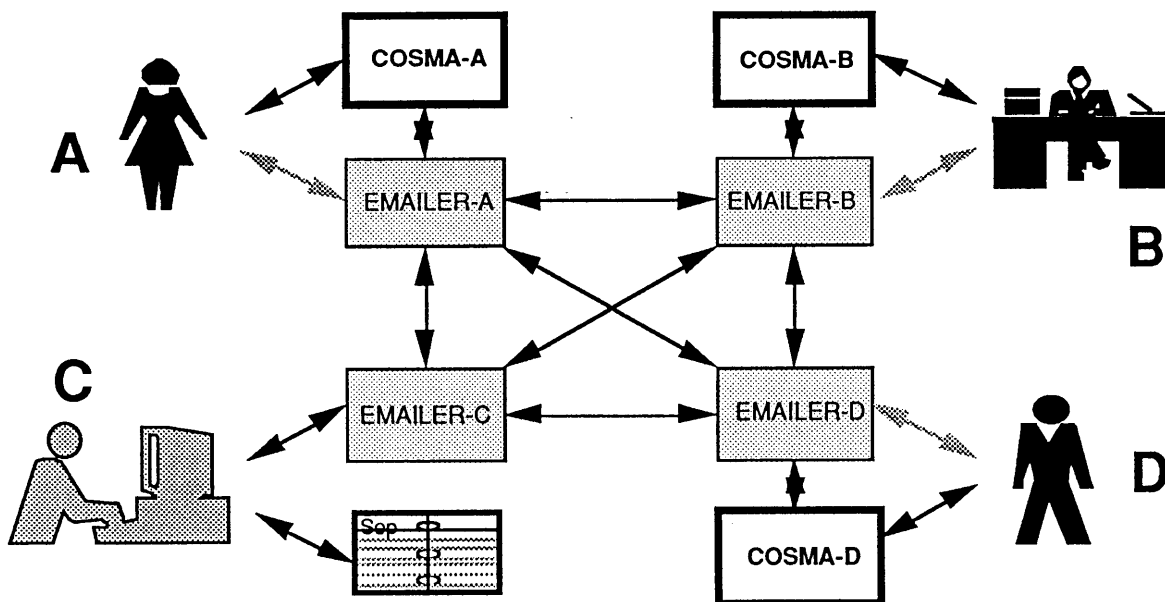 COSMA-A
COSMA-B
A
EMAILER-A
EMAILER-B
B
C
EMAILER-C
EMAILER-D
D
Sep
COSMA-D